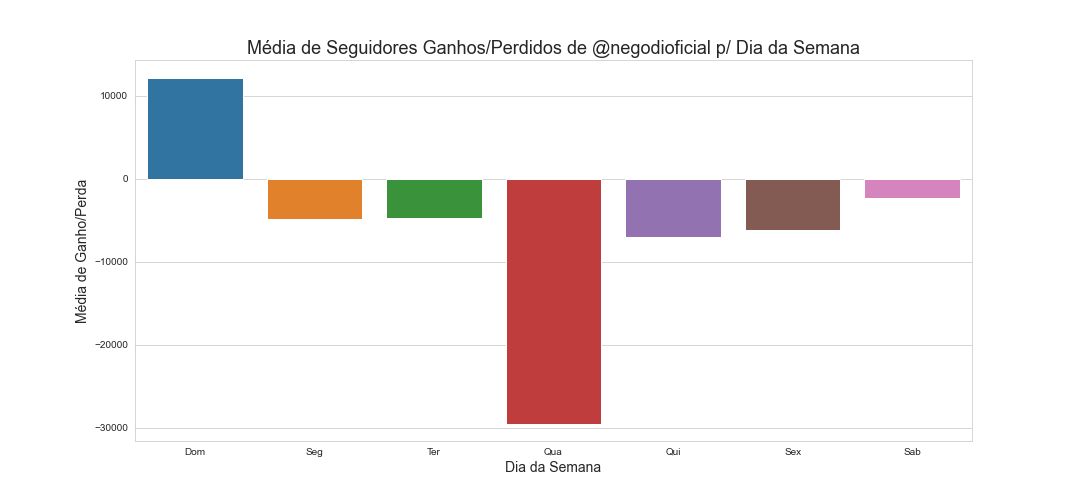 Média de Seguidores Ganhos/Perdidos de @negodioficial p/ Dia da Semana
Média de Ganho/Perda
10000
0
−10000
−20000
−30000
Dom Seg Ter Qua Qui Sex Sab
Dia da Semana